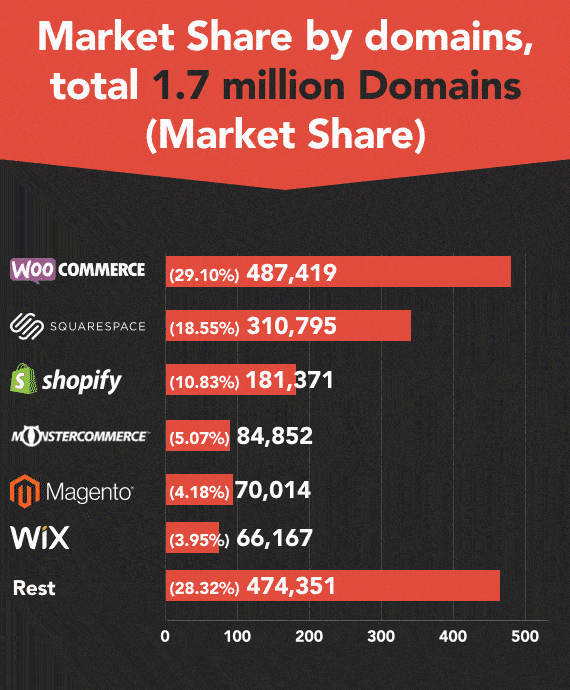 Market Share by domains,
total 1.7 million Domains
(Market Share)
WOO COMMERCE (29.10%) 487,419
SQUARESPACE (18.55%) 310,795
S shopify (10.83%) 181,371
MONSTERCOMMERCE (5.07%) 84,852
Magento (4.18%) 70,014
WiX (3.95%) 66,167
Rest (28.32%) 474,351
0 100 200 300 400 500